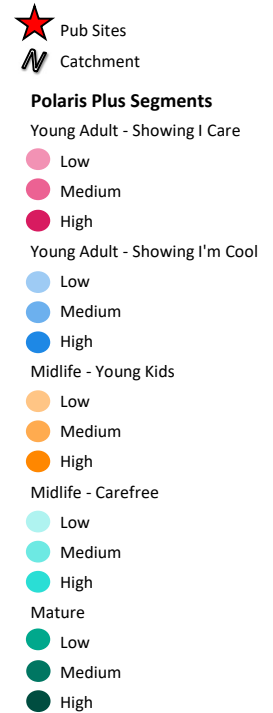 Pub Sites
Catchment
Polaris Plus Segments
Young Adult - Showing I Care
Low
Medium
High
Young Adult - Showing I'm Cool
Low
Medium
High
Midlife - Young Kids
Low
Medium
High
Midlife - Carefree
Low
Medium
High
Mature
Low
Medium
High